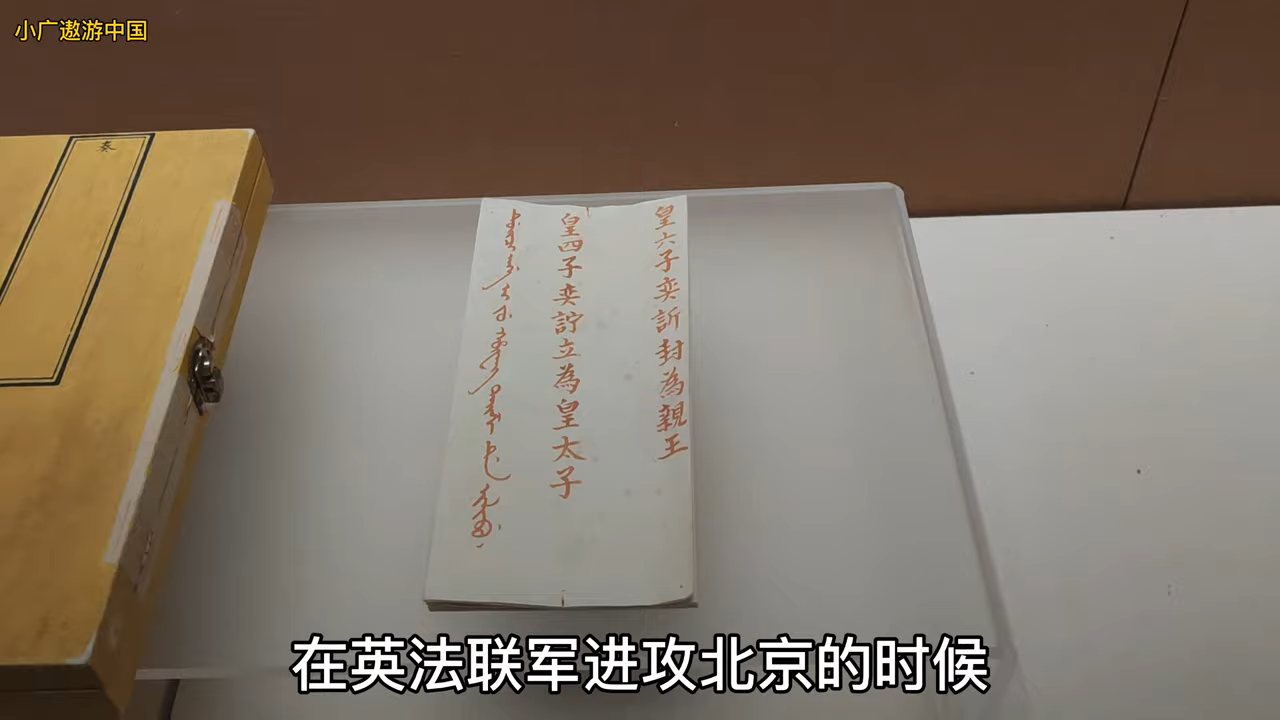 小广遨游中国
奏
皇六子奕訢封為親王
皇四子奕詝立為皇太子
在英法联军进攻北京的时候